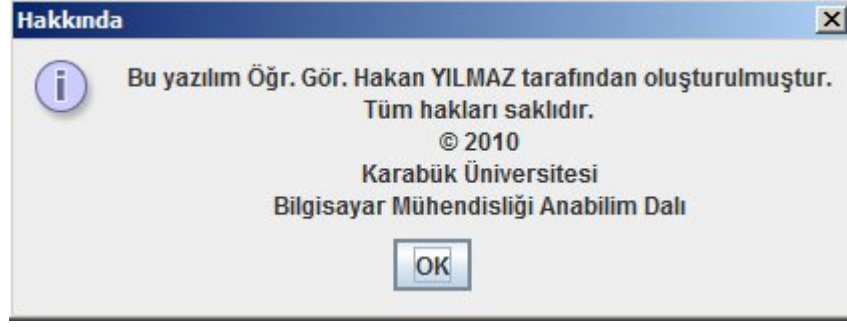 Hakkında
Bu yazılım Öğr. Gör. Hakan YILMAZ tarafından oluşturulmuştur.
Tüm hakları saklıdır.
© 2010
Karabük Üniversitesi
Bilgisayar Mühendisliği Anabilim Dalı
OK